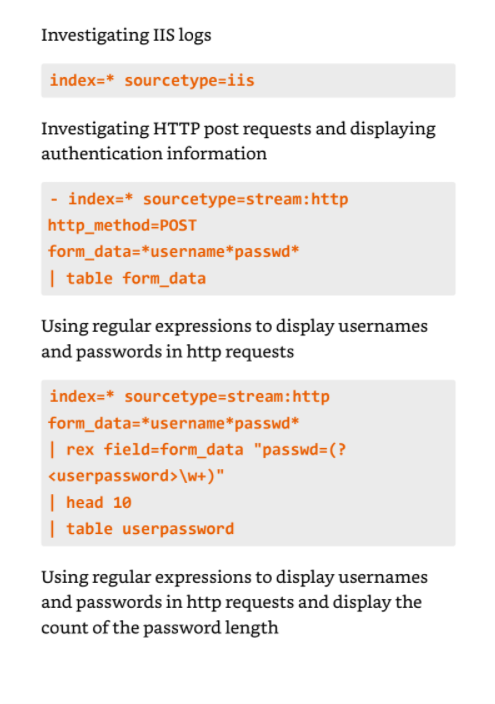 Investigating IIS logs
index=* sourcetype=iis
Investigating HTTP post requests and displaying
authentication information
- index=* sourcetype=stream:http
http_method=POST
form_data=*username*passwd*
| table form_data
Using regular expressions to display usernames
and passwords in http requests
index=* sourcetype=stream:http
form_data=*username*passwd*
| rex field=form_data "passwd=(?
<userpassword>\w+)"
| head 10
| table userpassword
Using regular expressions to display usernames
and passwords in http requests and display the
count of the password length